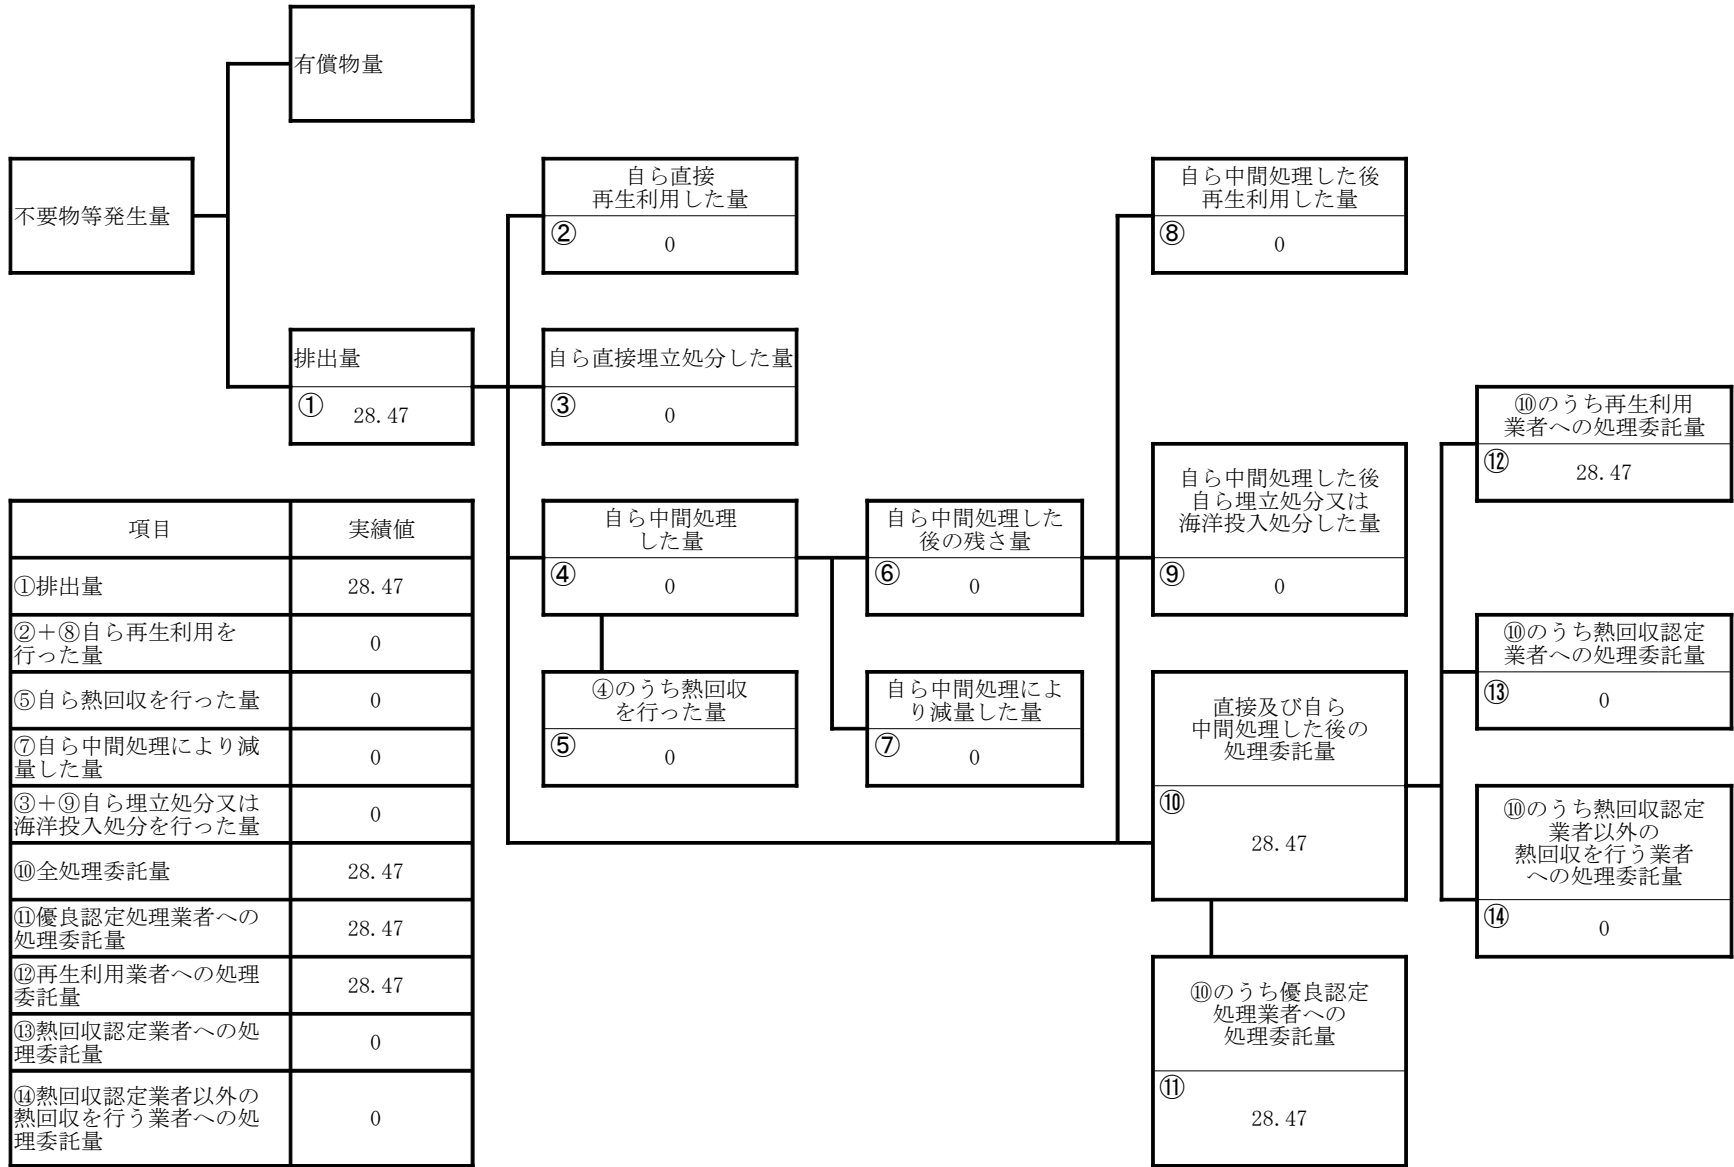 有償物量
不要物等発生量
自ら直接
再生利用した量
②
0
自ら中間処理した後
再生利用した量
⑧
0
排出量
①
28.47
自ら直接埋立処分した量
③
0
⑩のうち再生利用
業者への処理委託量
⑫
28.47
自ら中間処理
した量
④
0
自ら中間処理した
後の残さ量
⑥
0
自ら中間処理した後
自ら埋立処分又は
海洋投入処分した量
⑨
0
⑩のうち熱回収認定
業者への処理委託量
⑬
0
④のうち熱回収
を行った量
⑤
0
自ら中間処理によ
り減量した量
⑦
0
直接及び自ら
中間処理した後の
処理委託量
⑩
28.47
⑩のうち熱回収認定
業者以外の
熱回収を行う業者
への処理委託量
⑭
0
⑩のうち優良認定
処理業者への
処理委託量
⑪
28.47
項目 実績値
①排出量 28.47
②＋⑧自ら再生利用を
行った量 0
⑤自ら熱回収を行った量 0
⑦自ら中間処理により減
量した量 0
③＋⑨自ら埋立処分又は
海洋投入処分を行った量 0
⑩全処理委託量 28.47
⑪優良認定処理業者への
処理委託量 28.47
⑫再生利用業者への処理
委託量 28.47
⑬熱回収認定業者への処
理委託量 0
⑭熱回収認定業者以外の
熱回収を行う業者への処
理委託量 0